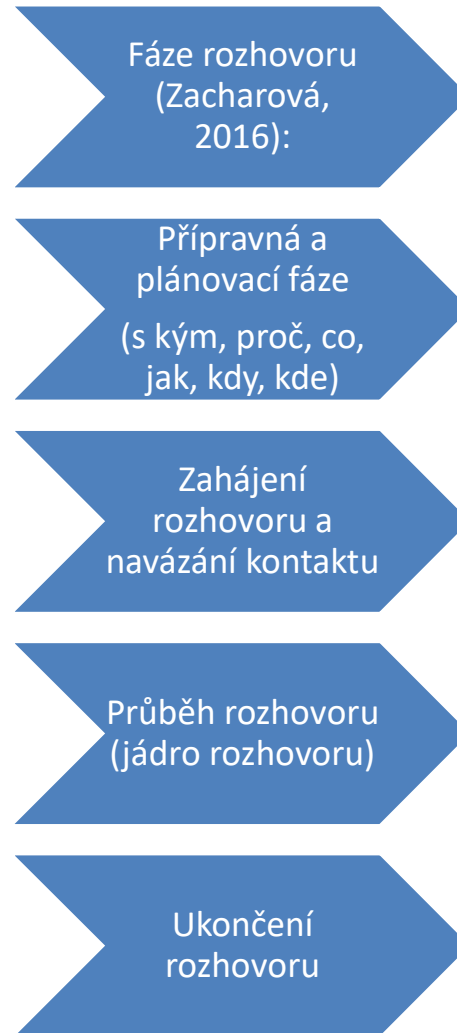 Fáze rozhovoru
(Zacharová,
2016):
Přípravná a
plánovací fáze
(s kým, proč, co,
jak, kdy, kde)
Zahájení
rozhovoru a
navázání kontaktu
Průběh rozhovoru
(jádro rozhovoru)
Ukončení
rozhovoru